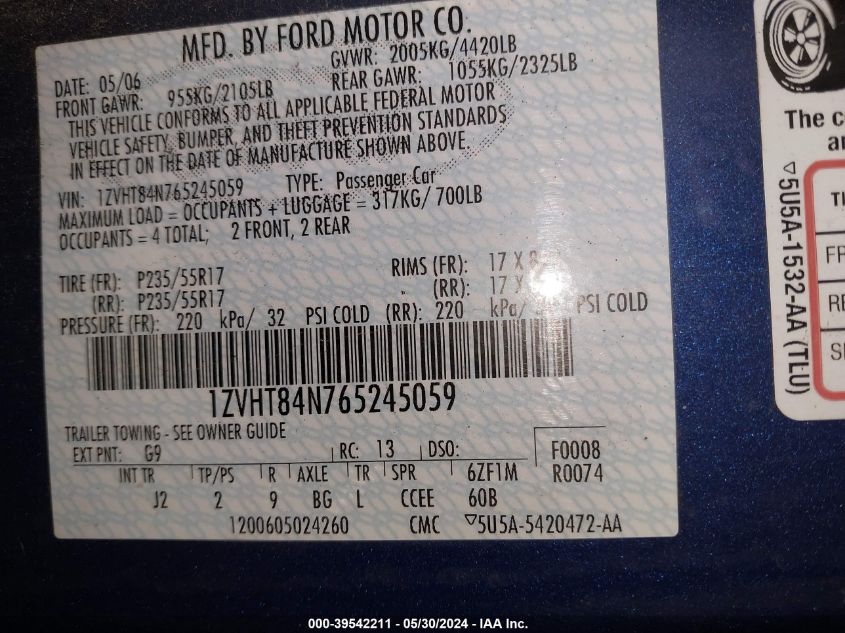 MFD. BY FORD MOTOR CO.
DATE: 05/06 GVWR: 2005KG/4420LB
FRONT GAWR: 955KG/2105LB REAR GAWR: 1055KG/2325LB
THIS VEHICLE CONFORMS TO ALL APPLICABLE FEDERAL MOTOR
VEHICLE SAFETY, BUMPER, AND THEFT PREVENTION STANDARDS
IN EFFECT ON THE DATE OF MANUFACTURE SHOWN ABOVE.
VIN: 1ZVHT84N765245059 TYPE: Passenger Car
MAXIMUM LOAD = OCCUPANTS + LUGGAGE = 317KG/ 700LB
OCCUPANTS = 4 TOTAL; 2 FRONT, 2 REAR
TIRE (FR): P235/55R17 RIMS (FR): 17 X 8
(RR): P235/55R17 (RR): 17 X
PRESSURE (FR): 220 kPa/ 32 PSI COLD (RR): 220 kPa/ PSI COLD
1ZVHT84N765245059
TRAILER TOWING - SEE OWNER GUIDE
EXT PNT: G9 RC: 13 DSO: F0008
INT TR TP/PS R AXLE TR SPR 6ZF1M R0074
J2 2 9 BG L CCEE 60B
1200605024260 CMC ▽5U5A-5420472-AA
The c
an
▽5U5A-1532-AA (TLU)
TI
FR
RE
S
000-39542211 - 05/30/2024 - IAA Inc.